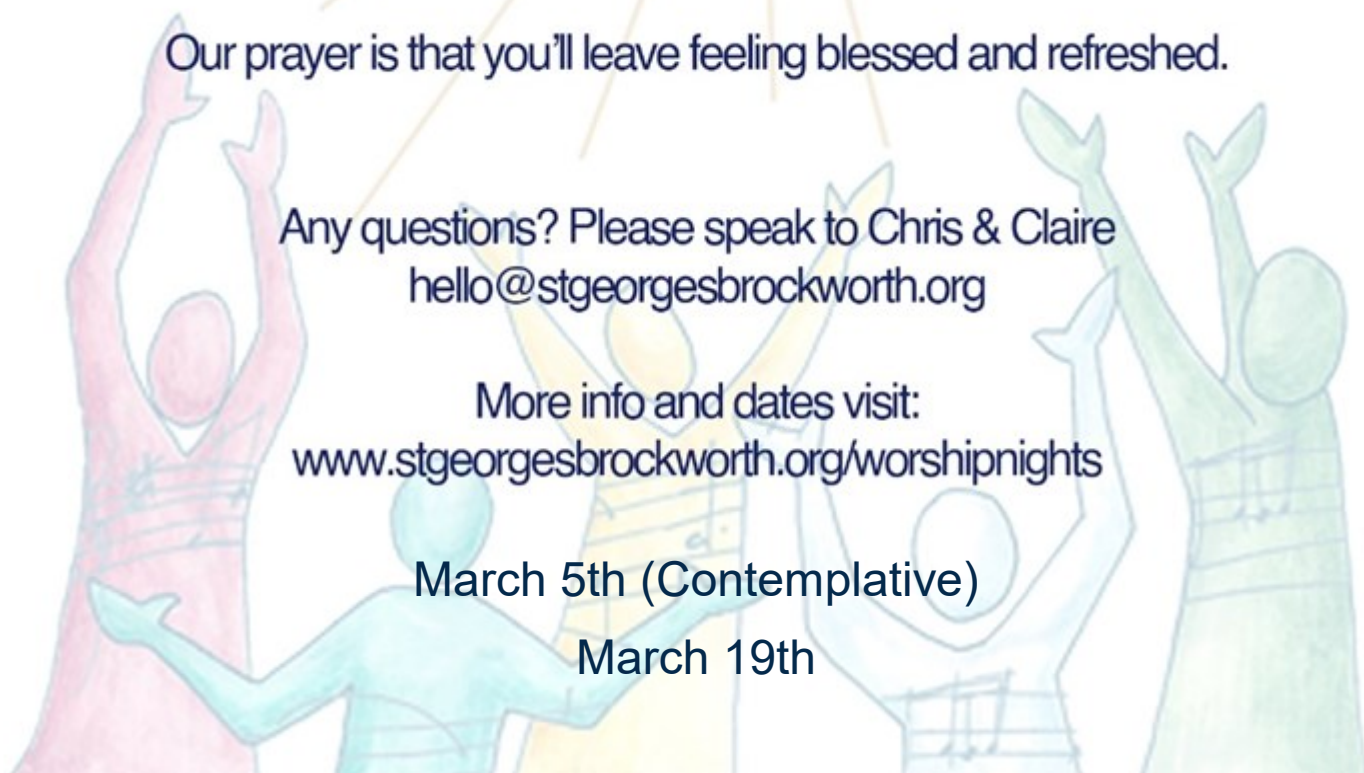 Our prayer is that you'll leave feeling blessed and refreshed.
Any questions? Please speak to Chris & Claire
hello@stgeorgesbrockworth.org
More info and dates visit:
www.stgeorgesbrockworth.org/worshipnights
March 5th (Contemplative)
March 19th